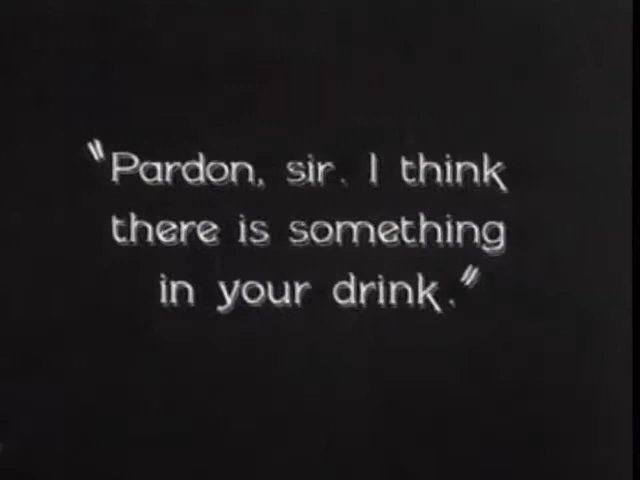 "Pardon, sir. I think
there is something
in your drink."